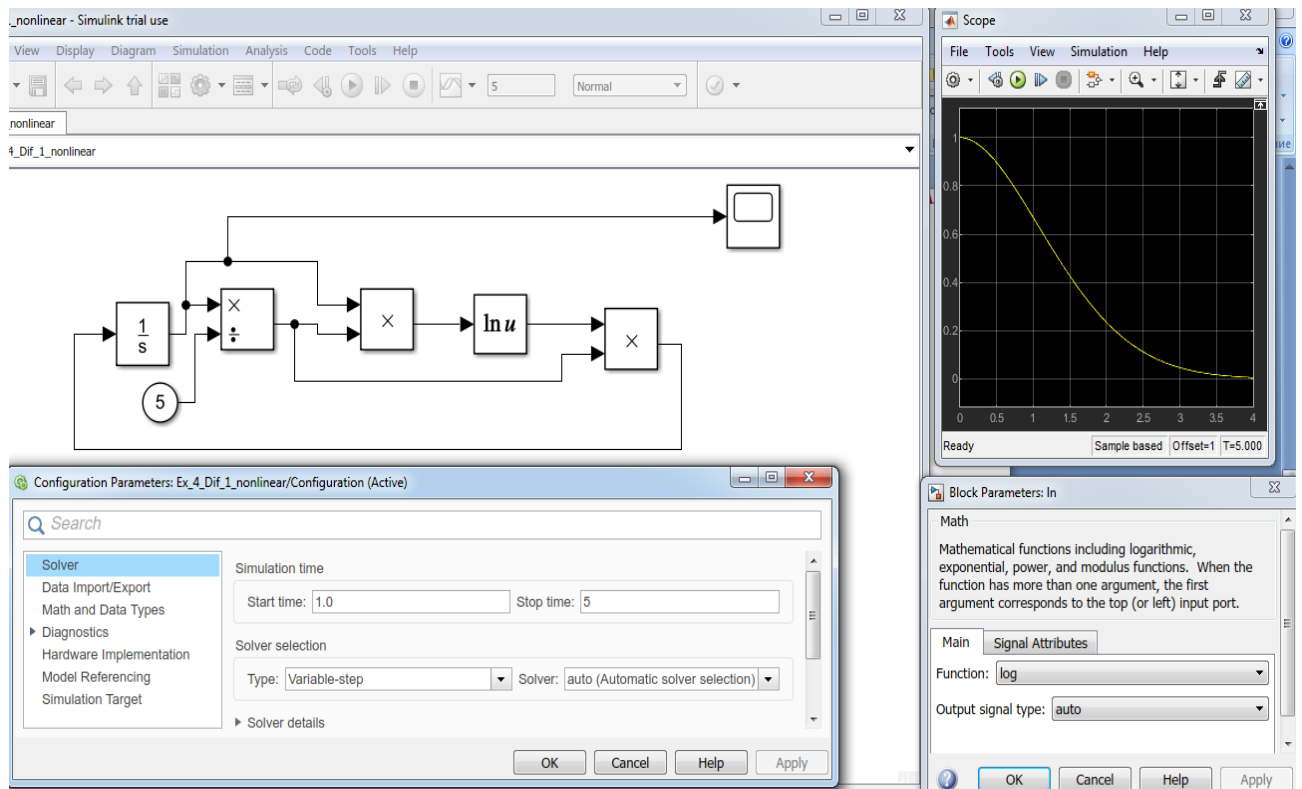 ._nonlinear - Simulink trial use
View Display Diagram Simulation Analysis Code Tools Help
5 Normal
_nonlinear
4_Dif_1_nonlinear
1
s
×
÷
5
×
ln u
×
Scope
File Tools View Simulation Help
1
0.8
0.6
0.4
0.2
0
0 0.5 1 1.5 2 2.5 3 3.5 4
Ready Sample based Offset=1 T=5.000
ие
Configuration Parameters: Ex_4_Dif_1_nonlinear/Configuration (Active)
Search
Solver
Data Import/Export
Math and Data Types
Diagnostics
Hardware Implementation
Model Referencing
Simulation Target
Simulation time
Start time: 1.0 Stop time: 5
Solver selection
Type: Variable-step Solver: auto (Automatic solver selection)
Solver details
OK Cancel Help Apply
Block Parameters: ln
Math
Mathematical functions including logarithmic,
exponential, power, and modulus functions. When the
function has more than one argument, the first
argument corresponds to the top (or left) input port.
Main Signal Attributes
Function: log
Output signal type: auto
OK Cancel Help Apply